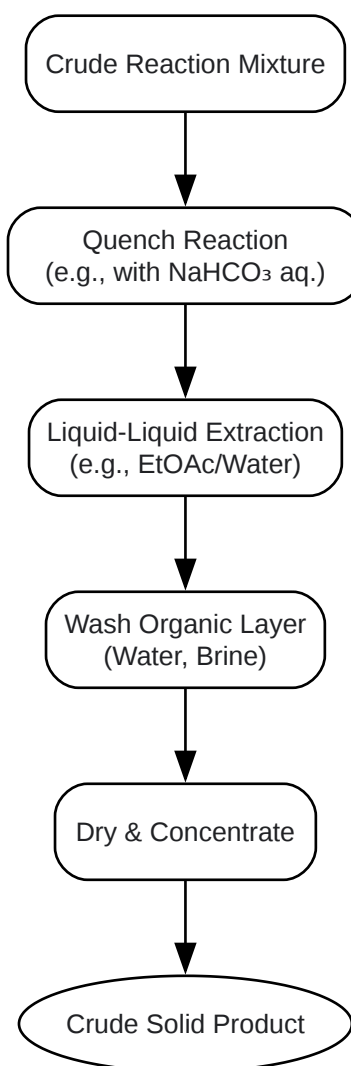 Crude Reaction Mixture
Quench Reaction
(e.g., with NaHCO₃ aq.)
Liquid-Liquid Extraction
(e.g., EtOAc/Water)
Wash Organic Layer
(Water, Brine)
Dry & Concentrate
Crude Solid Product